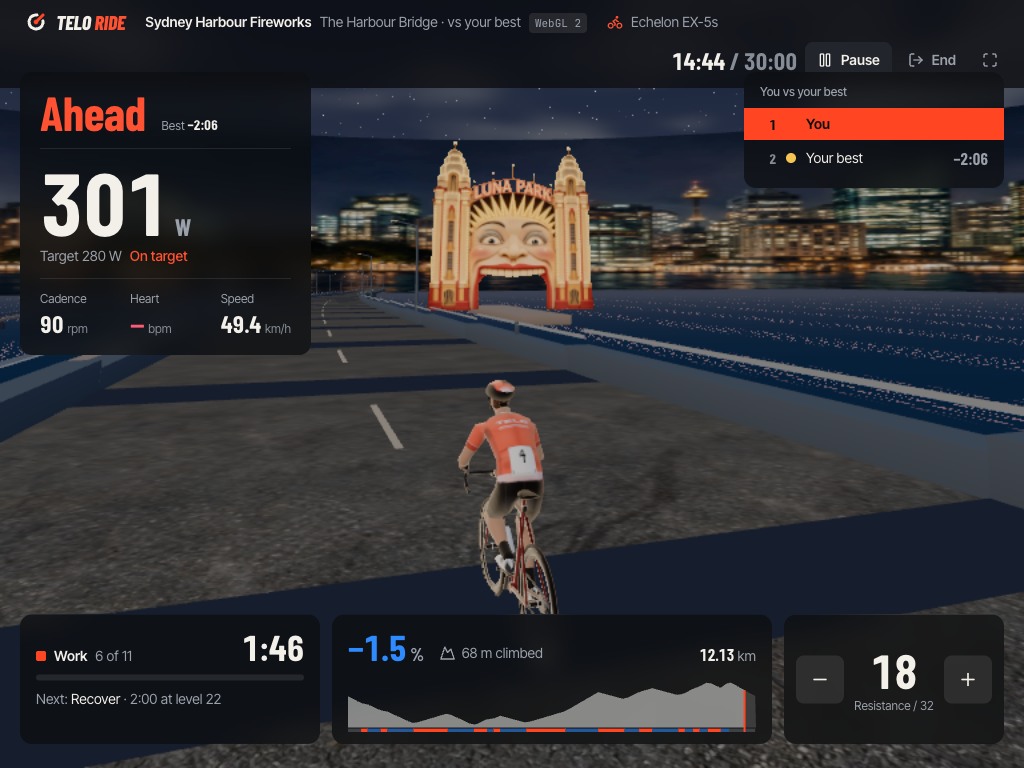 TELO RIDE Sydney Harbour Fireworks The Harbour Bridge · vs your best WebGL 2 Echelon EX-5s
14:44 / 30:00 Pause End
Ahead Best −2:06
301 W
Target 280 W On target
Cadence Heart Speed
90 rpm — bpm 49.4 km/h
You vs your best
1 You
2 Your best −2:06
LUNA PARK
TELO
4
Work 6 of 11 1:46
Next: Recover · 2:00 at level 22
−1.5 % 68 m climbed 12.13 km
− 18 +
Resistance / 32